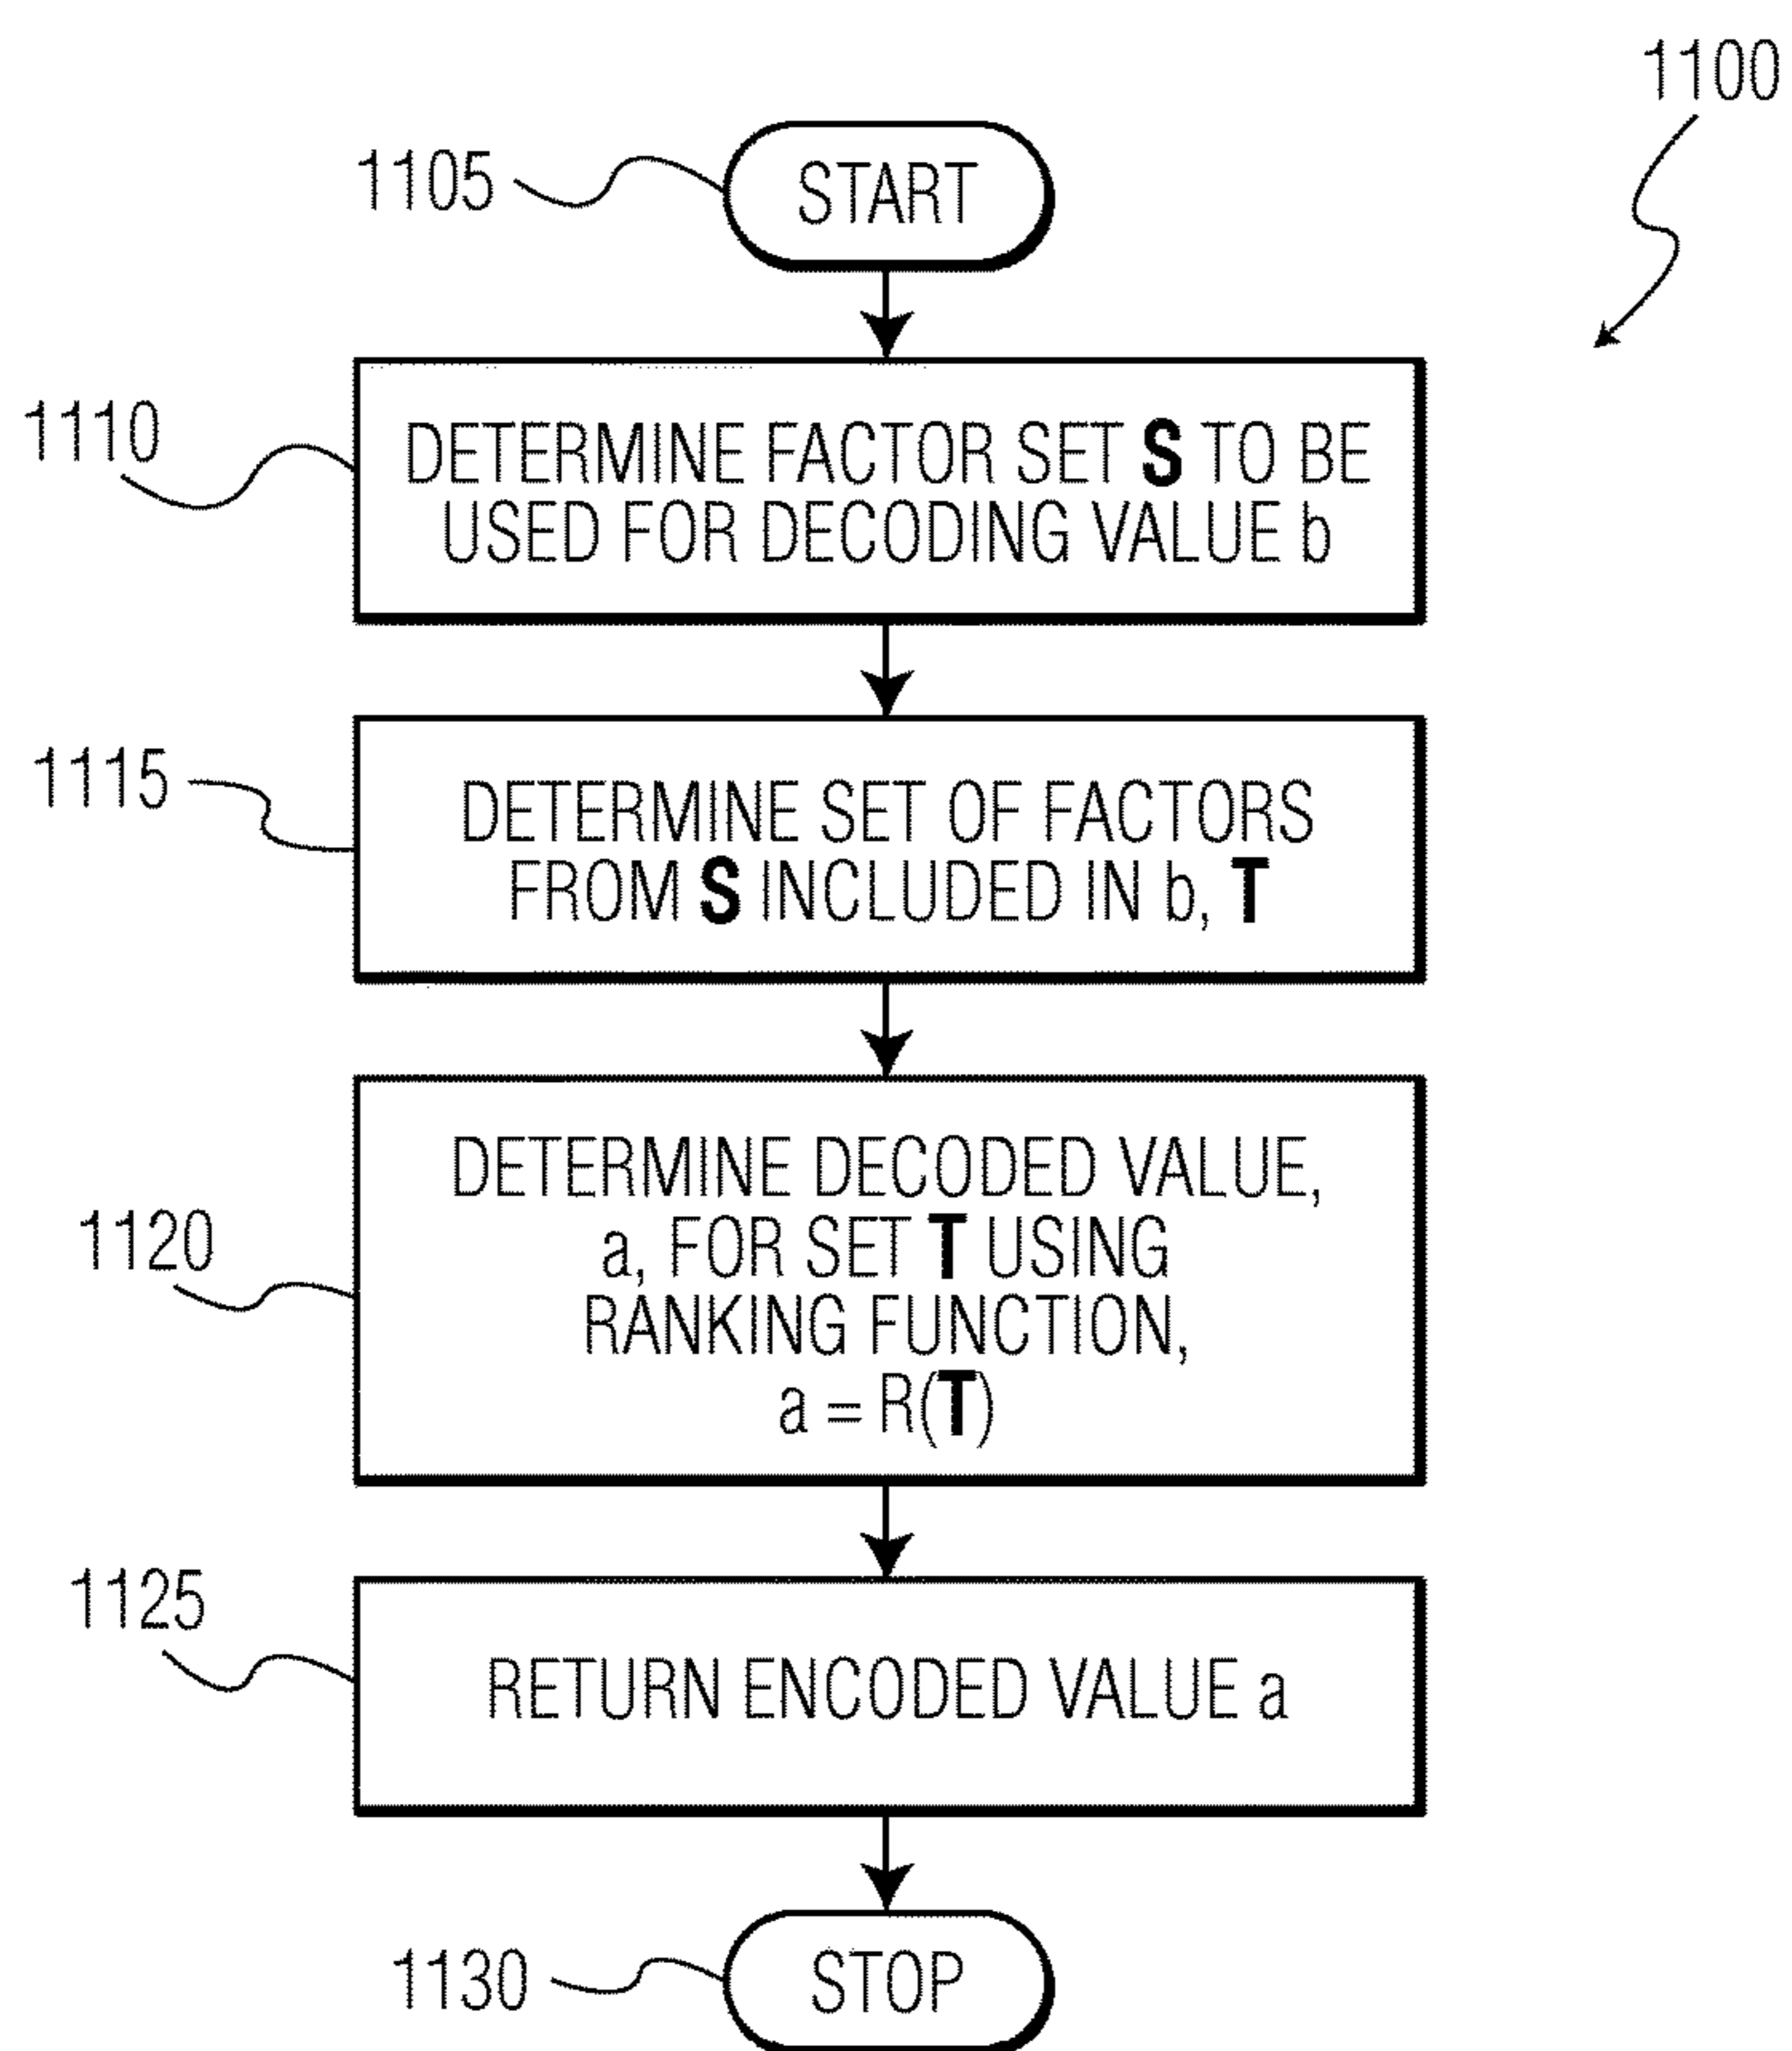 1100
1105
START
1110
DETERMINE FACTOR SET S TO BE
USED FOR DECODING VALUE b
1115
DETERMINE SET OF FACTORS
FROM S INCLUDED IN b, T
1120
DETERMINE DECODED VALUE,
a, FOR SET T USING
RANKING FUNCTION,
a = R(T)
1125
RETURN ENCODED VALUE a
1130
STOP